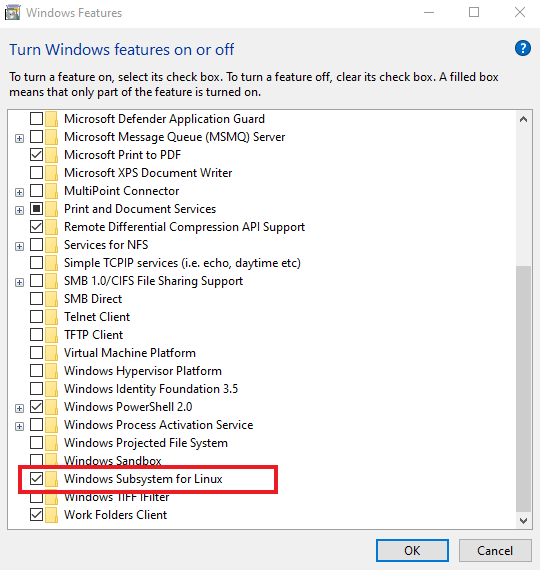 Windows Features
Turn Windows features on or off
To turn a feature on, select its check box. To turn a feature off, clear its check box. A filled box
means that only part of the feature is turned on.
Microsoft Defender Application Guard
Microsoft Message Queue (MSMQ) Server
Microsoft Print to PDF
Microsoft XPS Document Writer
MultiPoint Connector
Print and Document Services
Remote Differential Compression API Support
Services for NFS
Simple TCPIP services (i.e. echo, daytime etc)
SMB 1.0/CIFS File Sharing Support
SMB Direct
Telnet Client
TFTP Client
Virtual Machine Platform
Windows Hypervisor Platform
Windows Identity Foundation 3.5
Windows PowerShell 2.0
Windows Process Activation Service
Windows Projected File System
Windows Sandbox
Windows Subsystem for Linux
Windows TIFF IFilter
Work Folders Client
OK Cancel